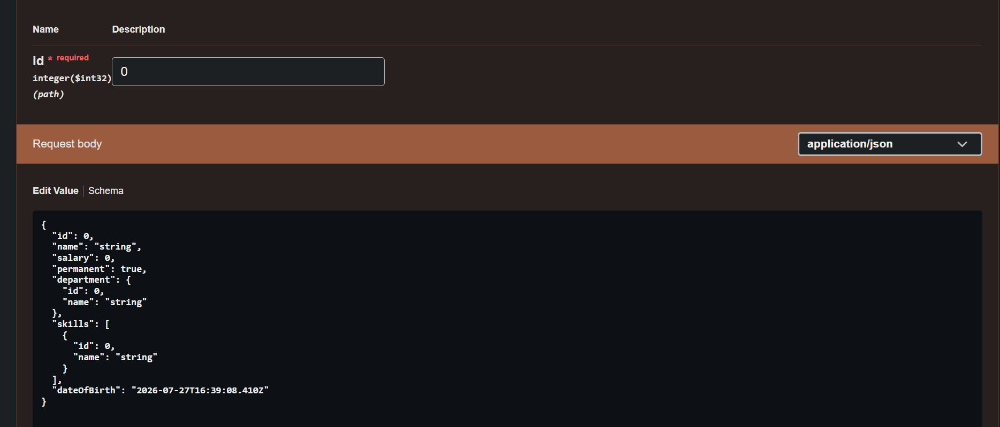 Name Description
id * required
integer($int32)
(path)
0
Request body
application/json
Edit Value | Schema
{
  "id": 0,
  "name": "string",
  "salary": 0,
  "permanent": true,
  "department": {
    "id": 0,
    "name": "string"
  },
  "skills": [
    {
      "id": 0,
      "name": "string"
    }
  ],
  "dateOfBirth": "2026-07-27T16:39:08.410Z"
}